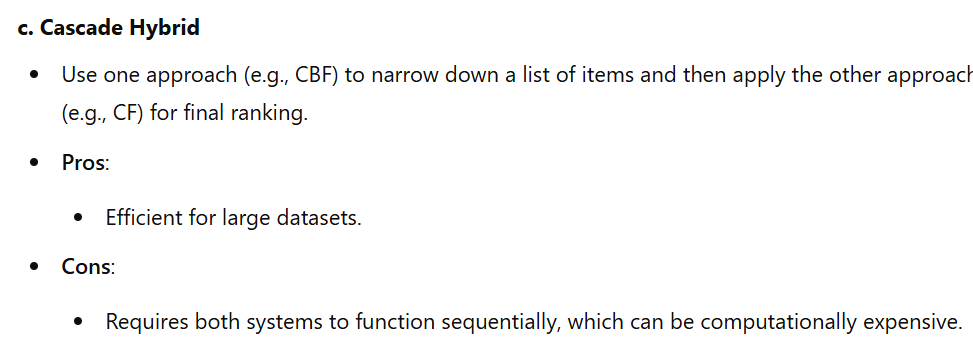 c. Cascade Hybrid
• Use one approach (e.g., CBF) to narrow down a list of items and then apply the other approach
(e.g., CF) for final ranking.
• Pros:
• Efficient for large datasets.
• Cons:
• Requires both systems to function sequentially, which can be computationally expensive.